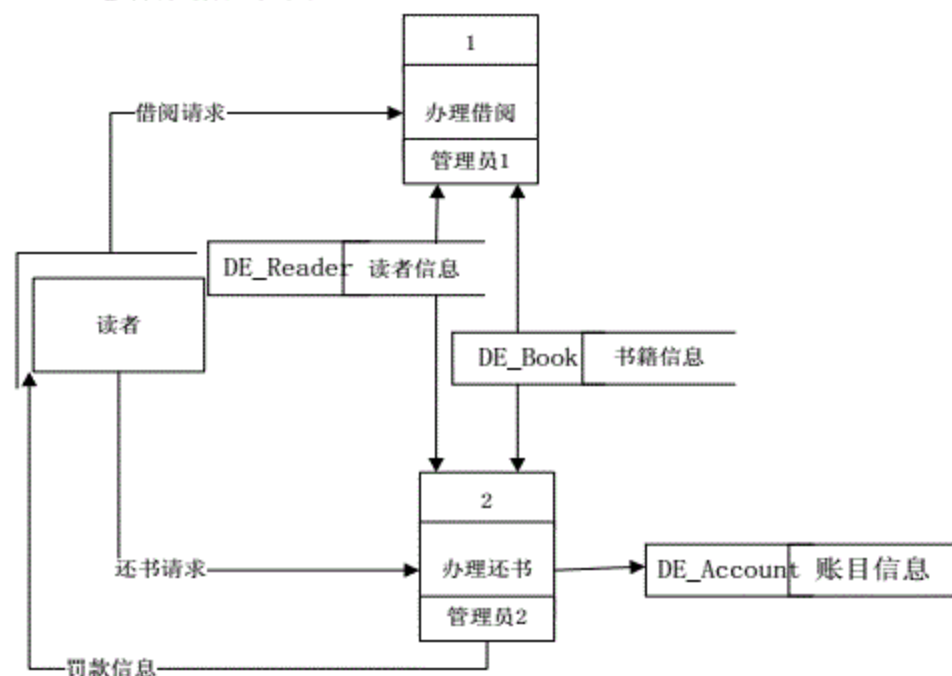 1
借阅请求
办理借阅
管理员1
DE_Reader 读者信息
读者
DE_Book 书籍信息
2
还书请求
办理还书
DE_Account 账目信息
管理员2
罚款信息